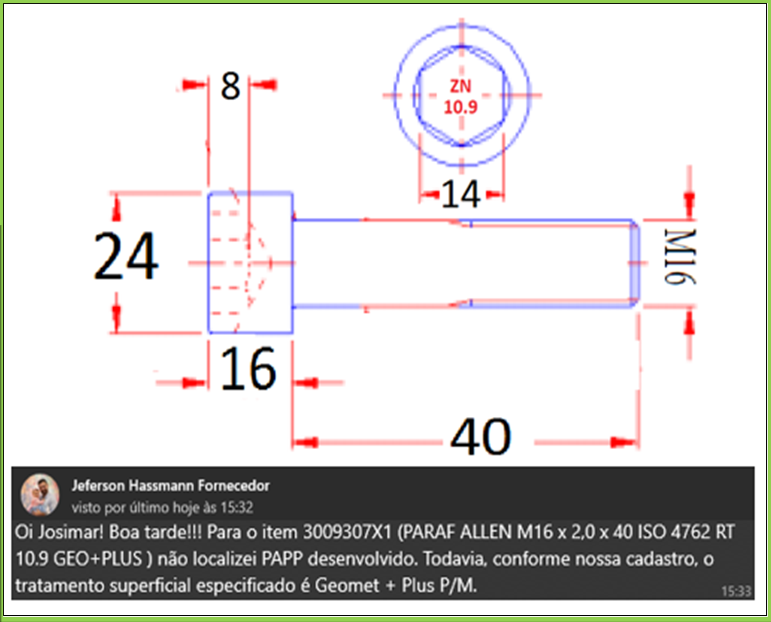 8
ZN
10.9
14
24
M16
16
40
Jeferson Hassmann Fornecedor
visto por último hoje às 15:32
Oi Josimar! Boa tarde!!! Para o item 3009307X1 (PARAF ALLEN M16 x 2,0 x 40 ISO 4762 RT
10.9 GEO+PLUS ) não localizei PAPP desenvolvido. Todavia, conforme nossa cadastro, o
tratamento superficial especificado é Geomet + Plus P/M.
15:33